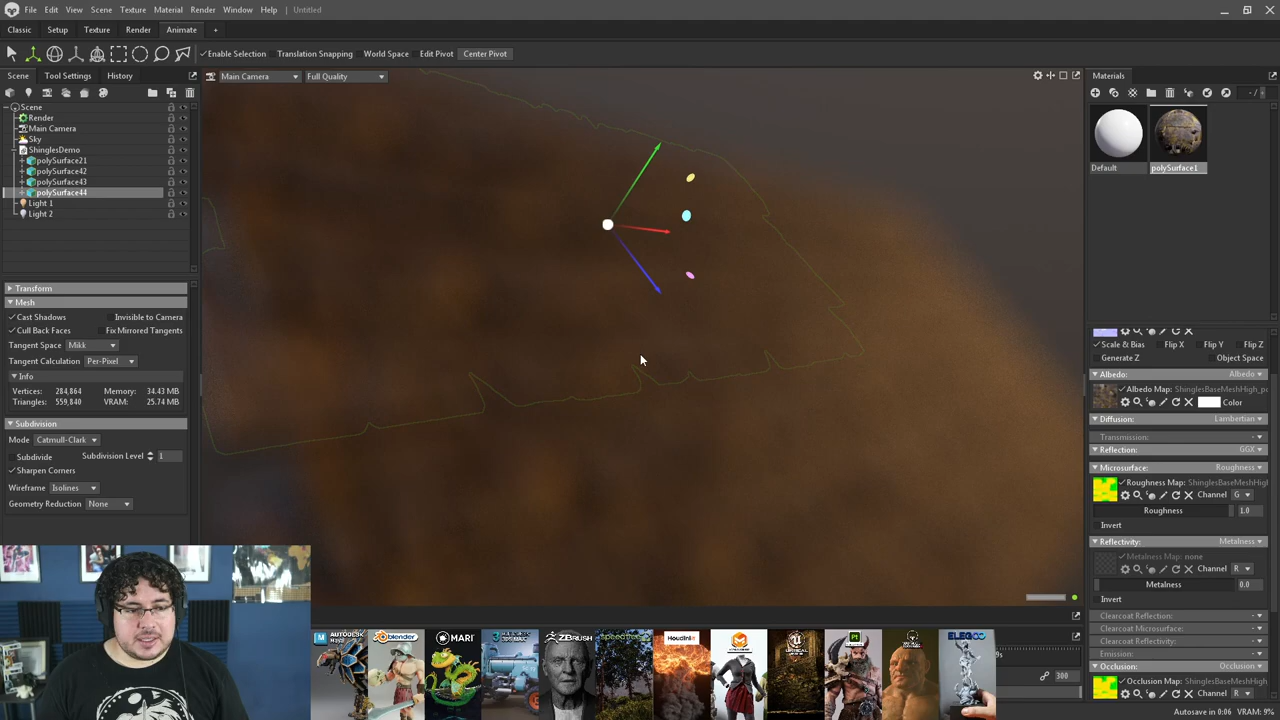 File Edit View Scene Texture Material Render Window Help Untitled
Classic Setup Texture Render Animate +
Enable Selection Translation Snapping World Space Edit Pivot Center Pivot
Scene Tool Settings History
Main Camera Full Quality
Materials
Scene
Render
Main Camera
Sky
ShinglesDemo
polySurface21
polySurface42
polySurface43
polySurface44
Light 1
Light 2
Default polySurface1
Transform
Mesh
Cast Shadows Invisible to Camera
Cull Back Faces Fix Mirrored Tangents
Tangent Space Mikk
Tangent Calculation Per-Pixel
Info
Vertices: 284,864 Memory: 34.43 MB
Triangles: 559,840 VRAM: 25.74 MB
Subdivision
Mode Catmull-Clark
Subdivide Subdivision Level 1
Sharpen Corners
Wireframe Isolines
Geometry Reduction None
Scale & Bias Flip X Flip Y Flip Z
Generate Z Object Space
Albedo: Albedo
Albedo Map: ShinglesBaseMeshHigh_po
Color
Diffusion: Lambertian
Transmission:
Reflection: GGX
Microsurface: Roughness
Roughness Map: ShinglesBaseMeshHigh
Channel G
Roughness 1.0
Invert
Reflectivity: Metalness
Metalness Map: none
Channel R
Metalness 0.0
Invert
Clearcoat Reflection:
Clearcoat Microsurface:
Clearcoat Reflectivity:
Emission:
Occlusion: Occlusion
Occlusion Map: ShinglesBaseMeshHigh
Channel R
300
blender
MARI
ZBRUSH
Houdini
Pt
ELEGOO
Autosave in 0:06 VRAM: 9%